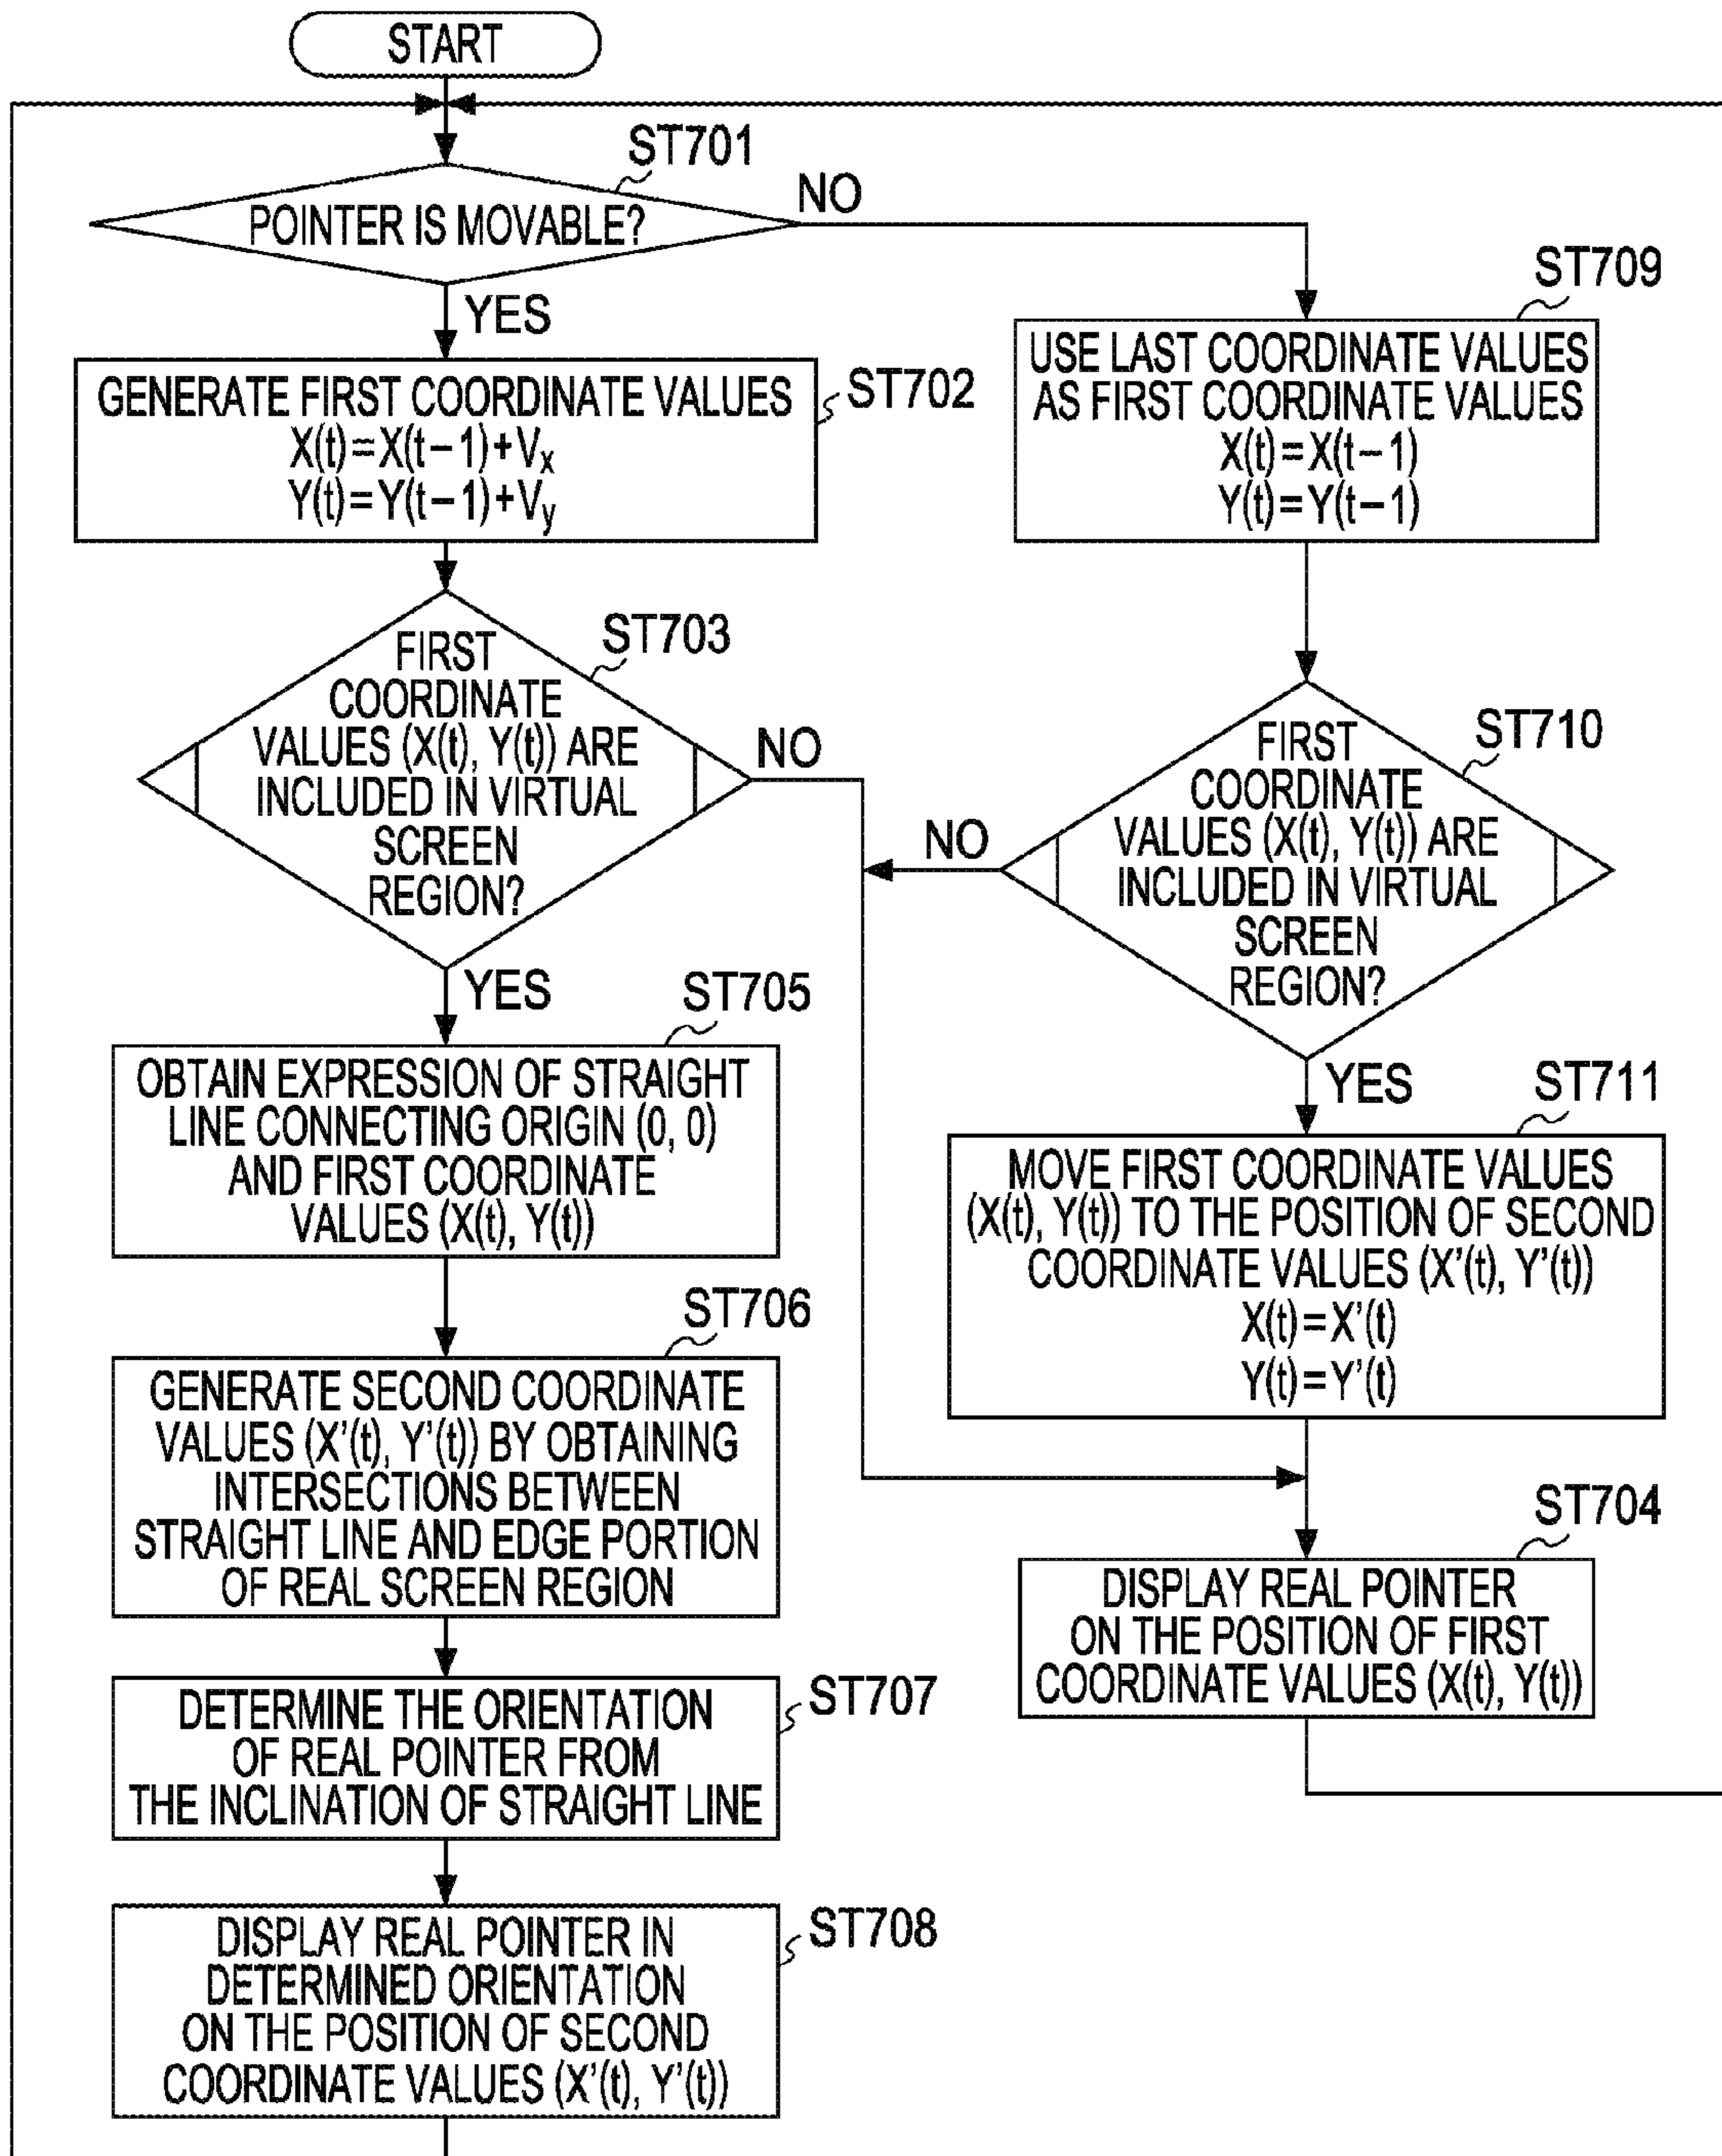 START
ST701
POINTER IS MOVABLE?
NO
YES
ST702
GENERATE FIRST COORDINATE VALUES
X(t)=X(t−1)+Vx
Y(t)=Y(t−1)+Vy
ST709
USE LAST COORDINATE VALUES
AS FIRST COORDINATE VALUES
X(t)=X(t−1)
Y(t)=Y(t−1)
ST703
FIRST
COORDINATE
VALUES (X(t), Y(t)) ARE
INCLUDED IN VIRTUAL
SCREEN
REGION?
NO
YES
ST710
FIRST
COORDINATE
VALUES (X(t), Y(t)) ARE
INCLUDED IN VIRTUAL
SCREEN
REGION?
NO
YES
ST705
OBTAIN EXPRESSION OF STRAIGHT
LINE CONNECTING ORIGIN (0, 0)
AND FIRST COORDINATE
VALUES (X(t), Y(t))
ST711
MOVE FIRST COORDINATE VALUES
(X(t), Y(t)) TO THE POSITION OF SECOND
COORDINATE VALUES (X'(t), Y'(t))
X(t)=X'(t)
Y(t)=Y'(t)
ST706
GENERATE SECOND COORDINATE
VALUES (X'(t), Y'(t)) BY OBTAINING
INTERSECTIONS BETWEEN
STRAIGHT LINE AND EDGE PORTION
OF REAL SCREEN REGION
ST704
DISPLAY REAL POINTER
ON THE POSITION OF FIRST
COORDINATE VALUES (X(t), Y(t))
ST707
DETERMINE THE ORIENTATION
OF REAL POINTER FROM
THE INCLINATION OF STRAIGHT LINE
ST708
DISPLAY REAL POINTER IN
DETERMINED ORIENTATION
ON THE POSITION OF SECOND
COORDINATE VALUES (X'(t), Y'(t))